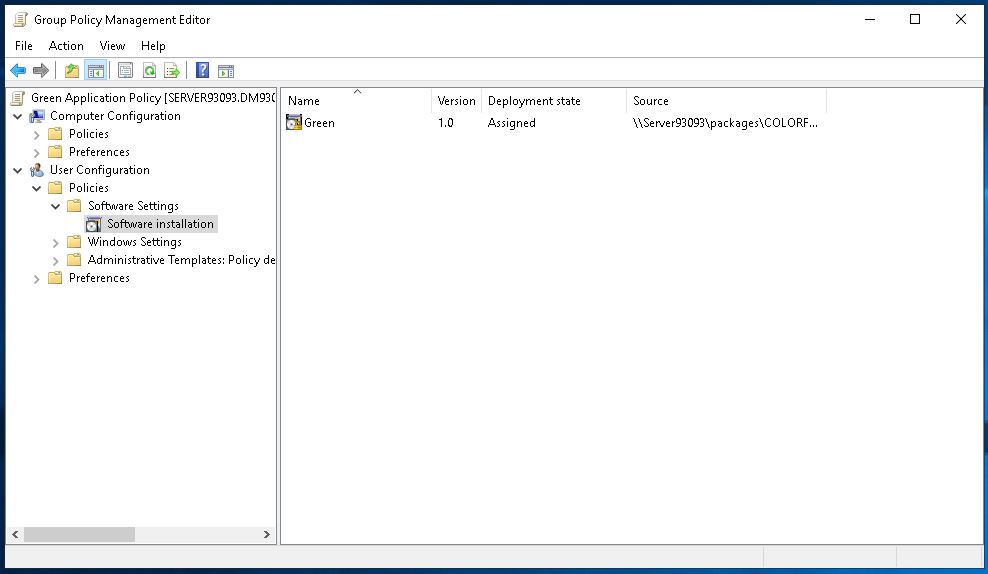 Group Policy Management Editor
File Action View Help
Green Application Policy [SERVER93093.DM930
Computer Configuration
Policies
Preferences
User Configuration
Policies
Software Settings
Software installation
Windows Settings
Administrative Templates: Policy de
Preferences
Name Version Deployment state Source
Green 1.0 Assigned \\Server93093\packages\COLORF...